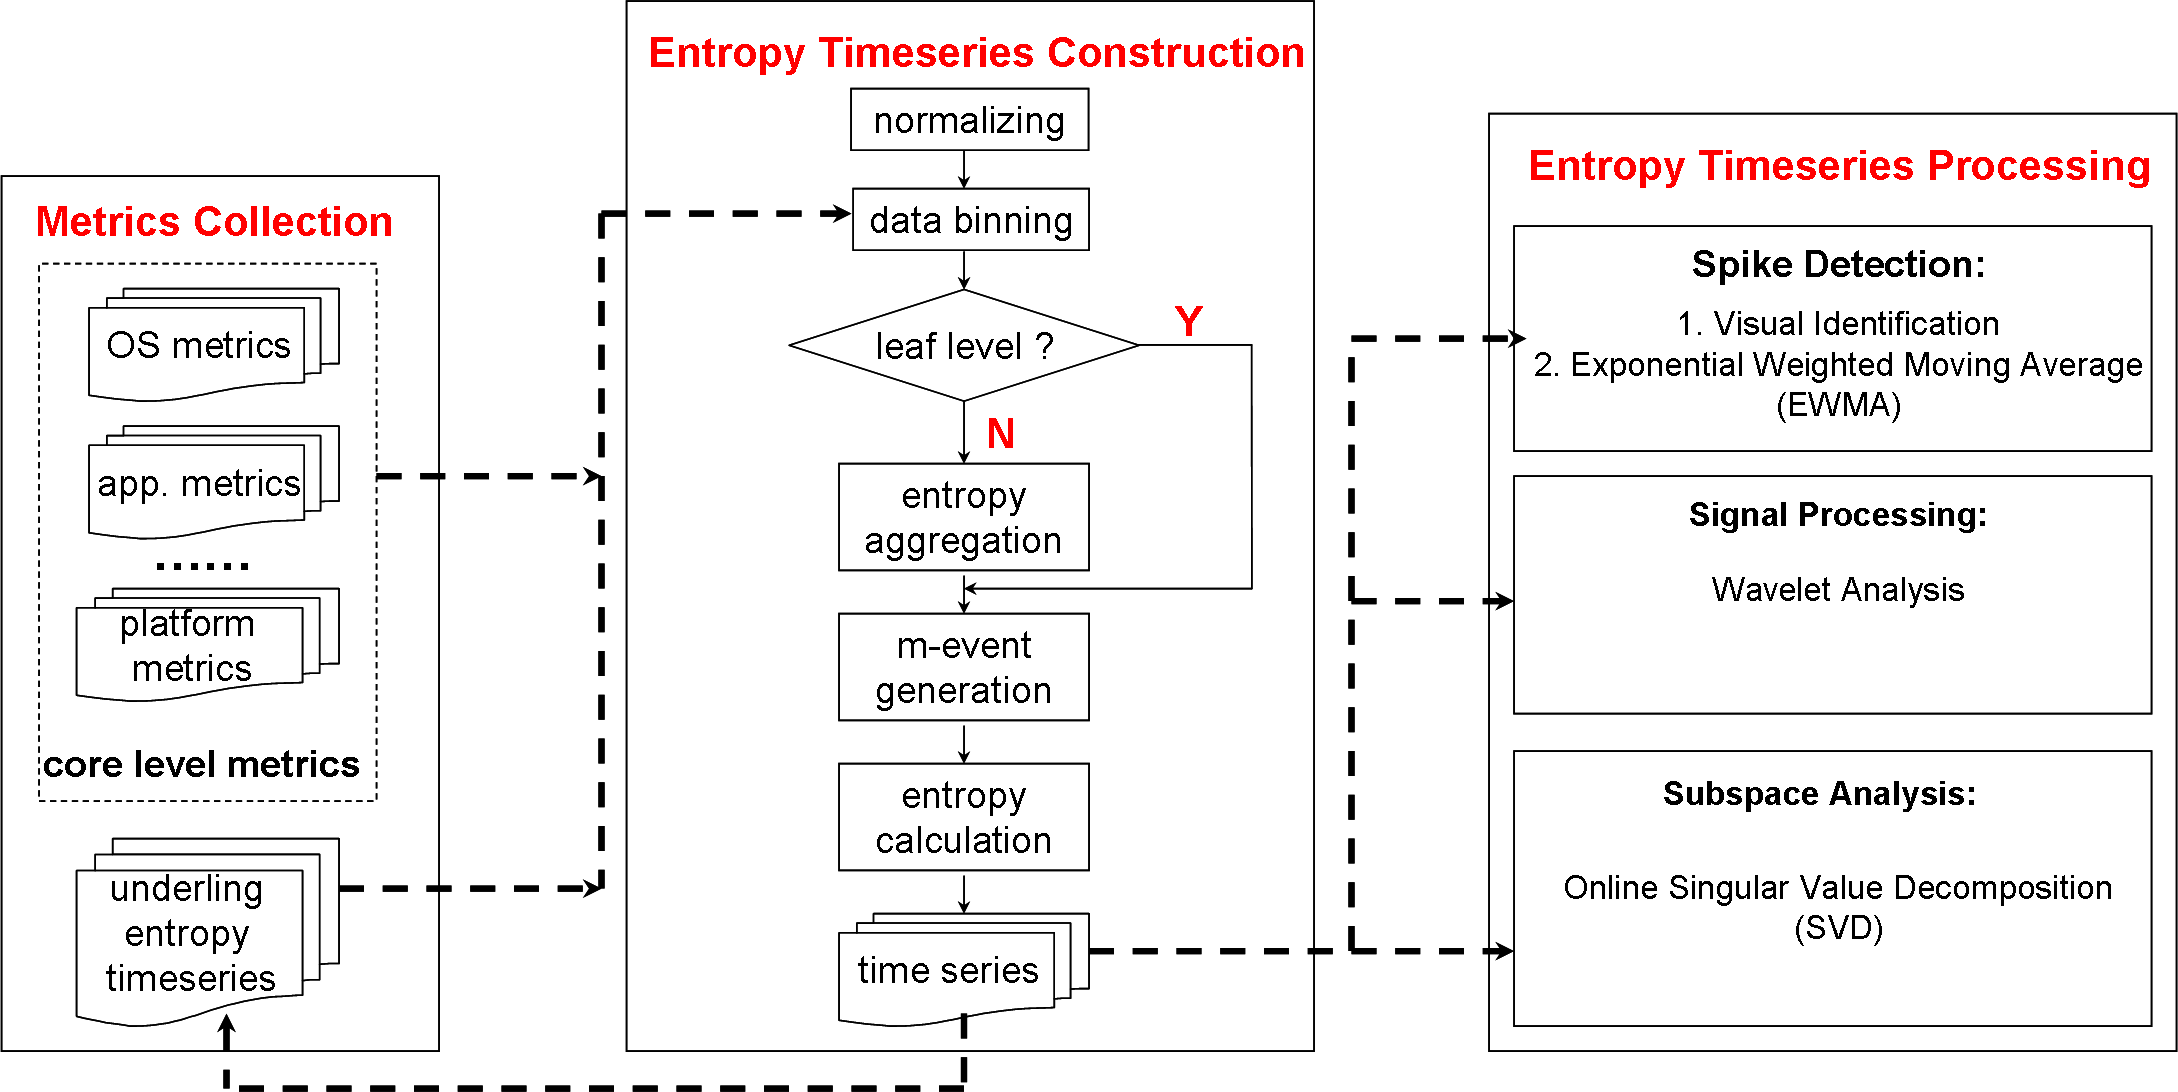 Metrics Collection
OS metrics
app. metrics
......
platform
metrics
core level metrics
underling
entropy
timeseries
Entropy Timeseries Construction
normalizing
data binning
leaf level ?
Y
N
entropy
aggregation
m-event
generation
entropy
calculation
time series
Entropy Timeseries Processing
Spike Detection:
1. Visual Identification
2. Exponential Weighted Moving Average
(EWMA)
Signal Processing:
Wavelet Analysis
Subspace Analysis:
Online Singular Value Decomposition
(SVD)